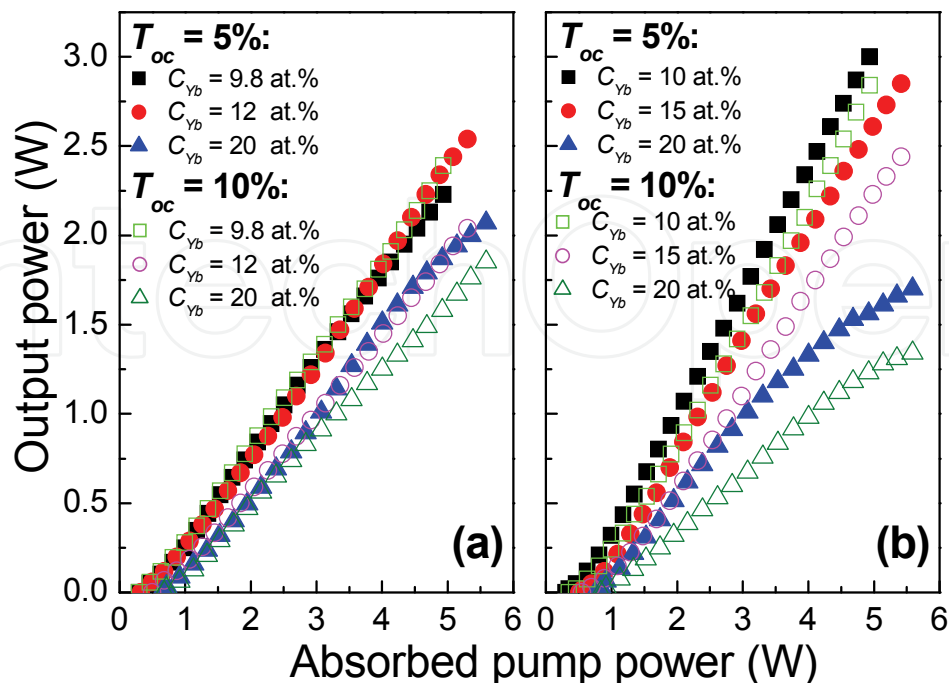 T_oc = 5%:
C_Yb = 9.8 at.%
C_Yb = 12 at.%
C_Yb = 20 at.%
T_oc = 10%:
C_Yb = 9.8 at.%
C_Yb = 12 at.%
C_Yb = 20 at.%
(a)
T_oc = 5%:
C_Yb = 10 at.%
C_Yb = 15 at.%
C_Yb = 20 at.%
T_oc = 10%:
C_Yb = 10 at.%
C_Yb = 15 at.%
C_Yb = 20 at.%
(b)
Output power (W)
3.0
2.5
2.0
1.5
1.0
0.5
0.0
0 1 2 3 4 5 6 0 1 2 3 4 5 6
Absorbed pump power (W)